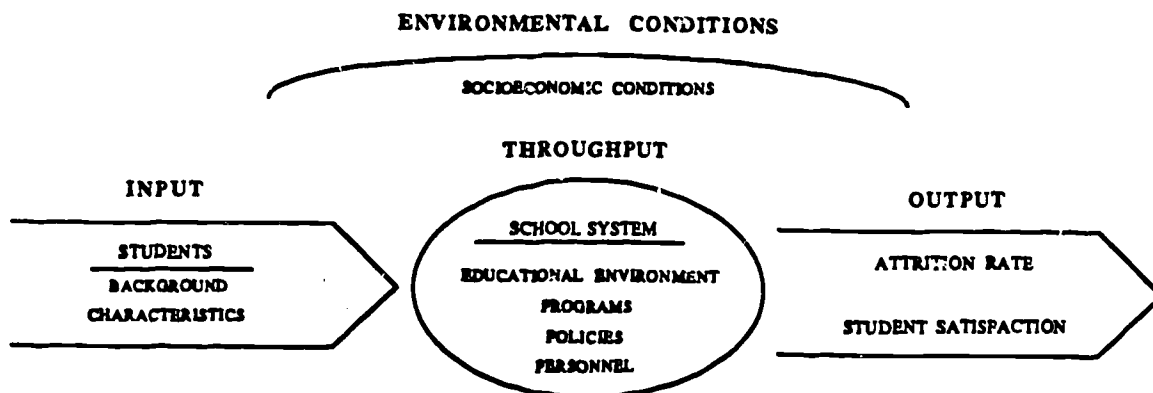 ENVIRONMENTAL CONDITIONS
SOCIOECONOMIC CONDITIONS
THROUGHPUT
INPUT
OUTPUT
STUDENTS
BACKGROUND
CHARACTERISTICS
SCHOOL SYSTEM
EDUCATIONAL ENVIRONMENT
PROGRAMS
POLICIES
PERSONNEL
ATTRITION RATE
STUDENT SATISFACTION